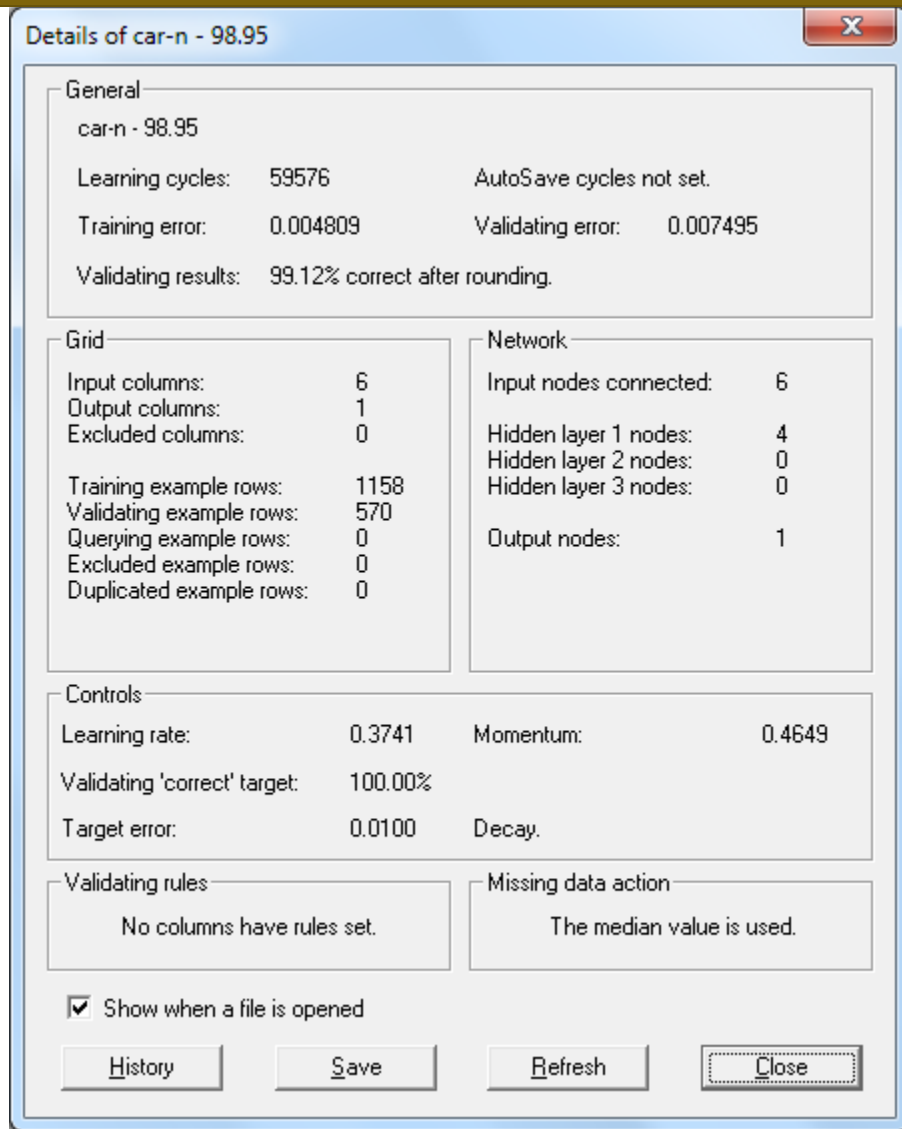 Details of car-n - 98.95
General
car-n - 98.95
Learning cycles: 59576 AutoSave cycles not set.
Training error: 0.004809 Validating error: 0.007495
Validating results: 99.12% correct after rounding.
Grid
Input columns: 6
Output columns: 1
Excluded columns: 0
Training example rows: 1158
Validating example rows: 570
Querying example rows: 0
Excluded example rows: 0
Duplicated example rows: 0
Network
Input nodes connected: 6
Hidden layer 1 nodes: 4
Hidden layer 2 nodes: 0
Hidden layer 3 nodes: 0
Output nodes: 1
Controls
Learning rate: 0.3741 Momentum: 0.4649
Validating 'correct' target: 100.00%
Target error: 0.0100 Decay.
Validating rules
No columns have rules set.
Missing data action
The median value is used.
Show when a file is opened
History Save Refresh Close